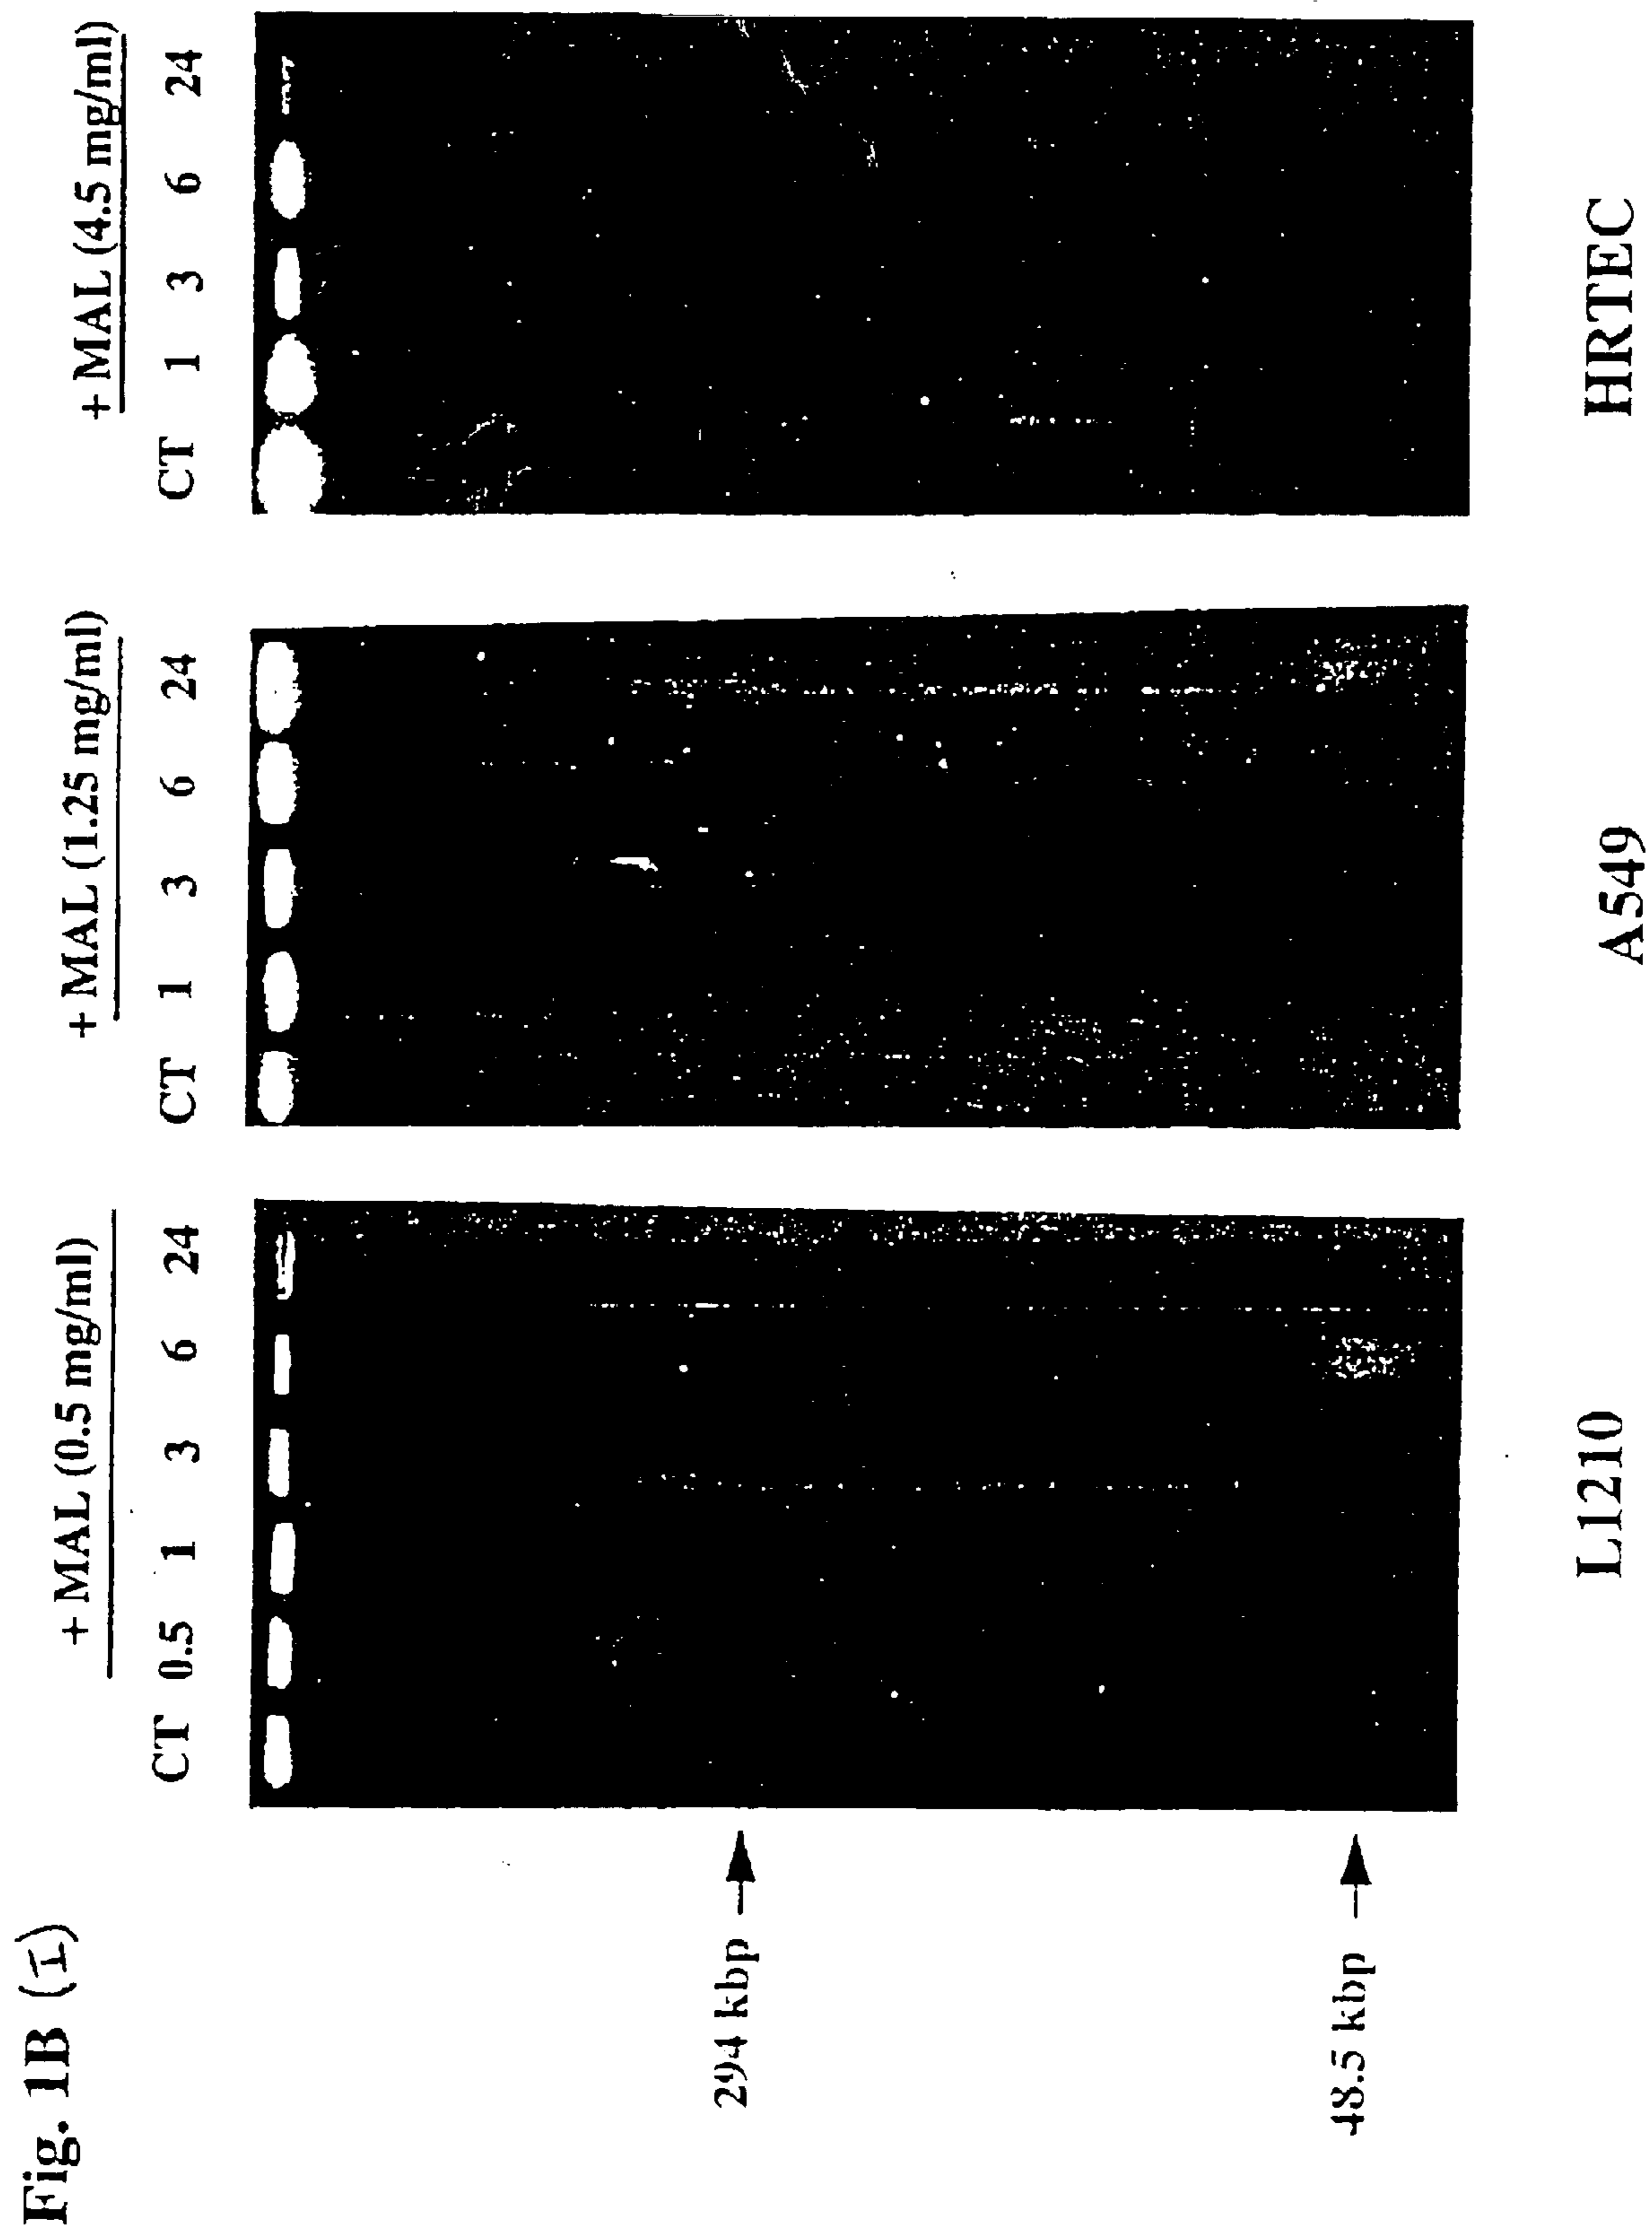 Fig. 1B (I)
+ MAL (0.5 mg/ml)
+ MAL (1.25 mg/ml)
+ MAL (4.5 mg/ml)
CT 0.5 1 3 6 24
CT 1 3 6 24
CT 1 3 6 24
294 kbp
48.5 kbp
L1210
A549
HRTEC